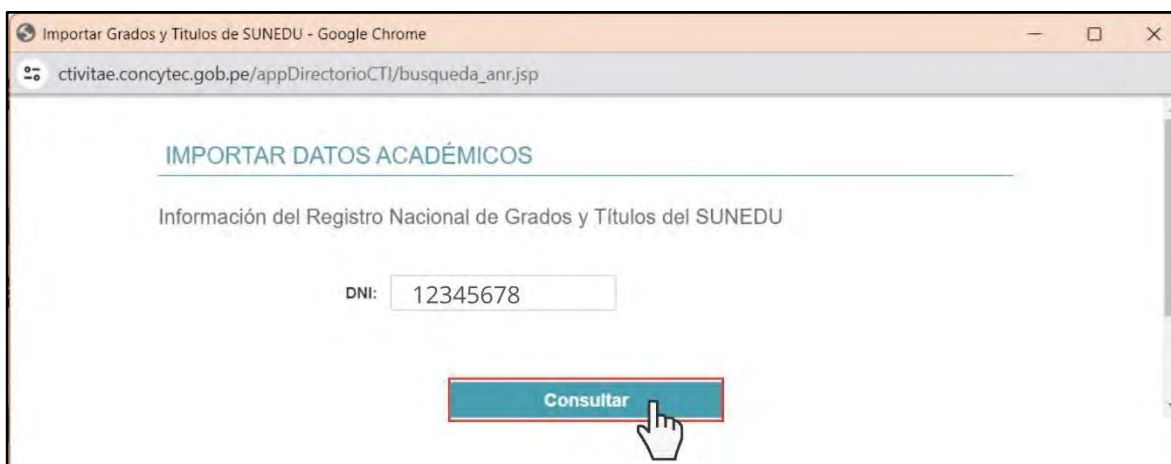 Importar Grados y Titulos de SUNEDU - Google Chrome
ctivitae.concytec.gob.pe/appDirectorioCTI/busqueda_anr.jsp
IMPORTAR DATOS ACADÉMICOS
Información del Registro Nacional de Grados y Títulos del SUNEDU
DNI: 12345678
Consultar